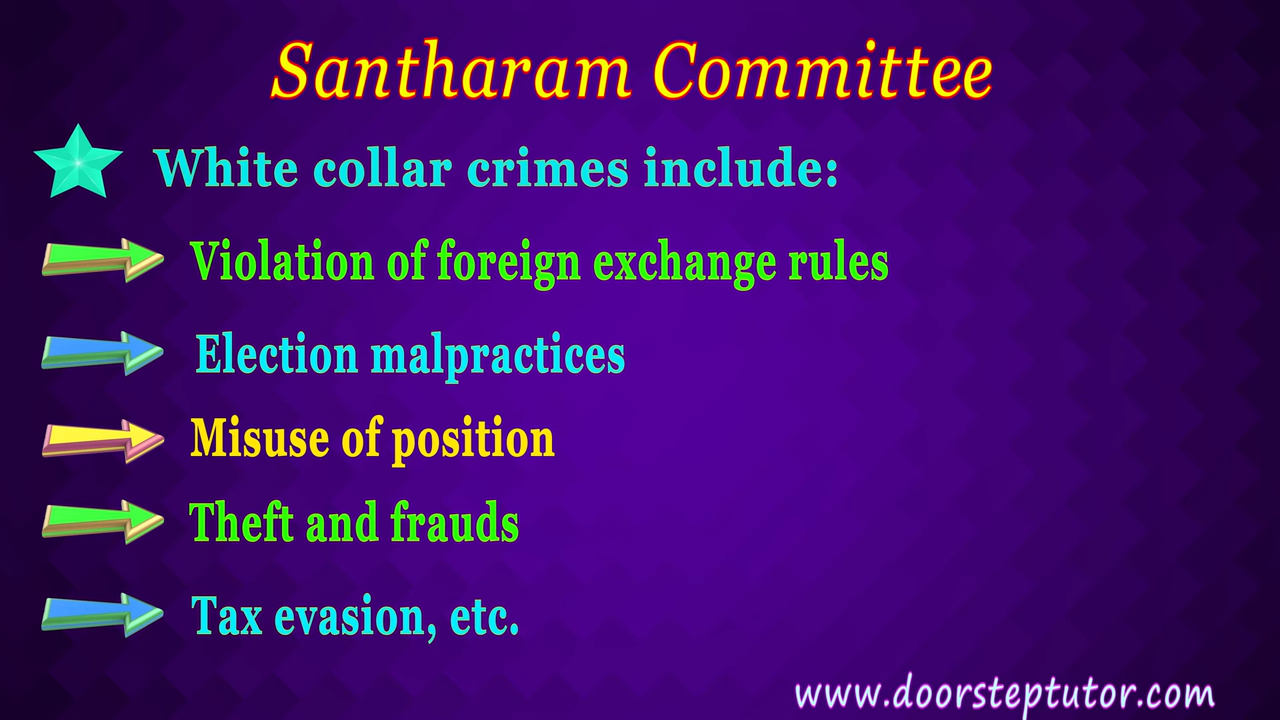 Santharam Committee
White collar crimes include:
Violation of foreign exchange rules
Election malpractices
Misuse of position
Theft and frauds
Tax evasion, etc.
www.doorsteptutor.com